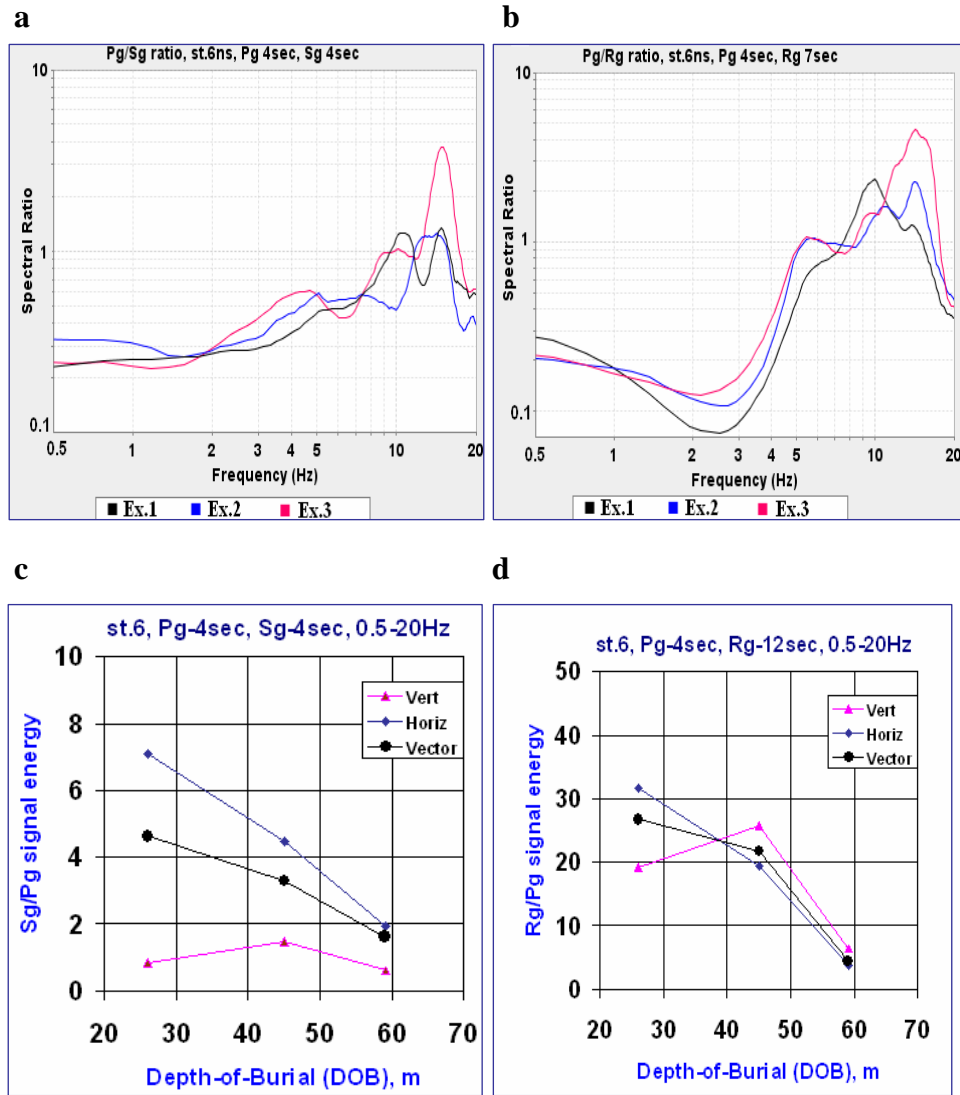 a
Pg/Sg ratio, st.6ns, Pg 4sec, Sg 4sec
10
1
0.1
Spectral Ratio
0.5 1 2 3 4 5 10 20
Frequency (Hz)
Ex.1 Ex.2 Ex.3
b
Pg/Rg ratio, st.6ns, Pg 4sec, Rg 7sec
10
1
0.1
Spectral Ratio
0.5 1 2 3 4 5 10 20
Frequency (Hz)
Ex.1 Ex.2 Ex.3
c
st.6, Pg-4sec, Sg-4sec, 0.5-20Hz
10
8
6
4
2
0
Sg/Pg signal energy
Vert
Horiz
Vector
20 30 40 50 60 70
Depth-of-Burial (DOB), m
d
st.6, Pg-4sec, Rg-12sec, 0.5-20Hz
50
40
30
20
10
0
Rg/Pg signal energy
Vert
Horiz
Vector
20 30 40 50 60 70
Depth-of-Burial (DOB), m